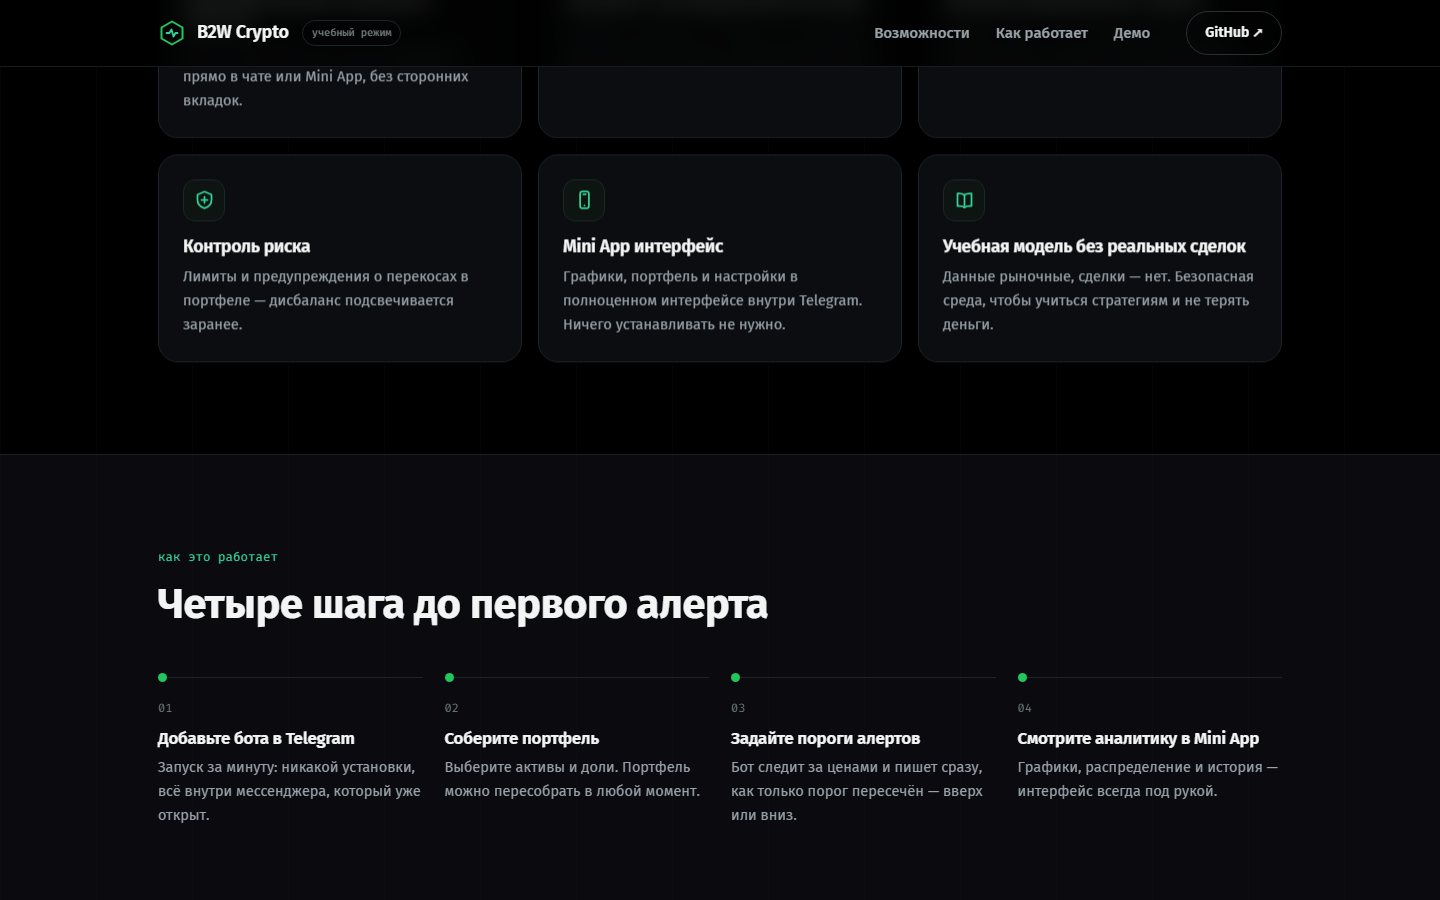 B2W Crypto
учебный режим
Возможности
Как работает
Демо
GitHub ↗
прямо в чате или Mini App, без сторонних
вкладок.
Контроль риска
Лимиты и предупреждения о перекосах в
портфеле — дисбаланс подсвечивается
заранее.
Mini App интерфейс
Графики, портфель и настройки в
полноценном интерфейсе внутри Telegram.
Ничего устанавливать не нужно.
Учебная модель без реальных сделок
Данные рыночные, сделки — нет. Безопасная
среда, чтобы учиться стратегиям и не терять
деньги.
как это работает
Четыре шага до первого алерта
01
Добавьте бота в Telegram
Запуск за минуту: никакой установки,
всё внутри мессенджера, который уже
открыт.
02
Соберите портфель
Выберите активы и доли. Портфель
можно пересобрать в любой момент.
03
Задайте пороги алертов
Бот следит за ценами и пишет сразу,
как только порог пересечён — вверх
или вниз.
04
Смотрите аналитику в Mini App
Графики, распределение и история —
интерфейс всегда под рукой.